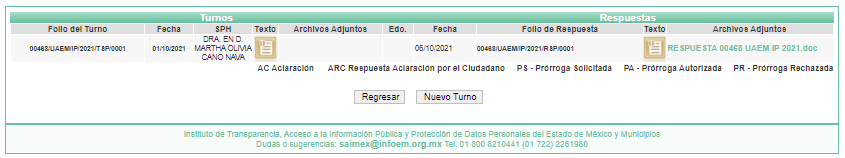 Turnos Respuestas
Folio del Turno Fecha SPH Texto Archivos Adjuntos Edo. Fecha Folio de Respuesta Texto Archivos Adjuntos
00468/UAEM/IP/2021/TSP/0001 01/10/2021 DRA. EN D. MARTHA OLIVIA CANO NAVA 06/10/2021 00468/UAEM/IP/2021/RSP/0001 RESPUESTA 00468 UAEM IP 2021.doc
AC Aclaración ARC Respuesta Aclaración por el Ciudadano PS - Prórroga Solicitada PA - Prórroga Autorizada PR - Prórroga Rechazada
Regresar Nuevo Turno
Instituto de Transparencia, Acceso a la Información Pública y Protección de Datos Personales del Estado de México y Municipios
Dudas o sugerencias: saimex@infoem.org.mx Tel. 01 800 8210441 (01 722) 2261980